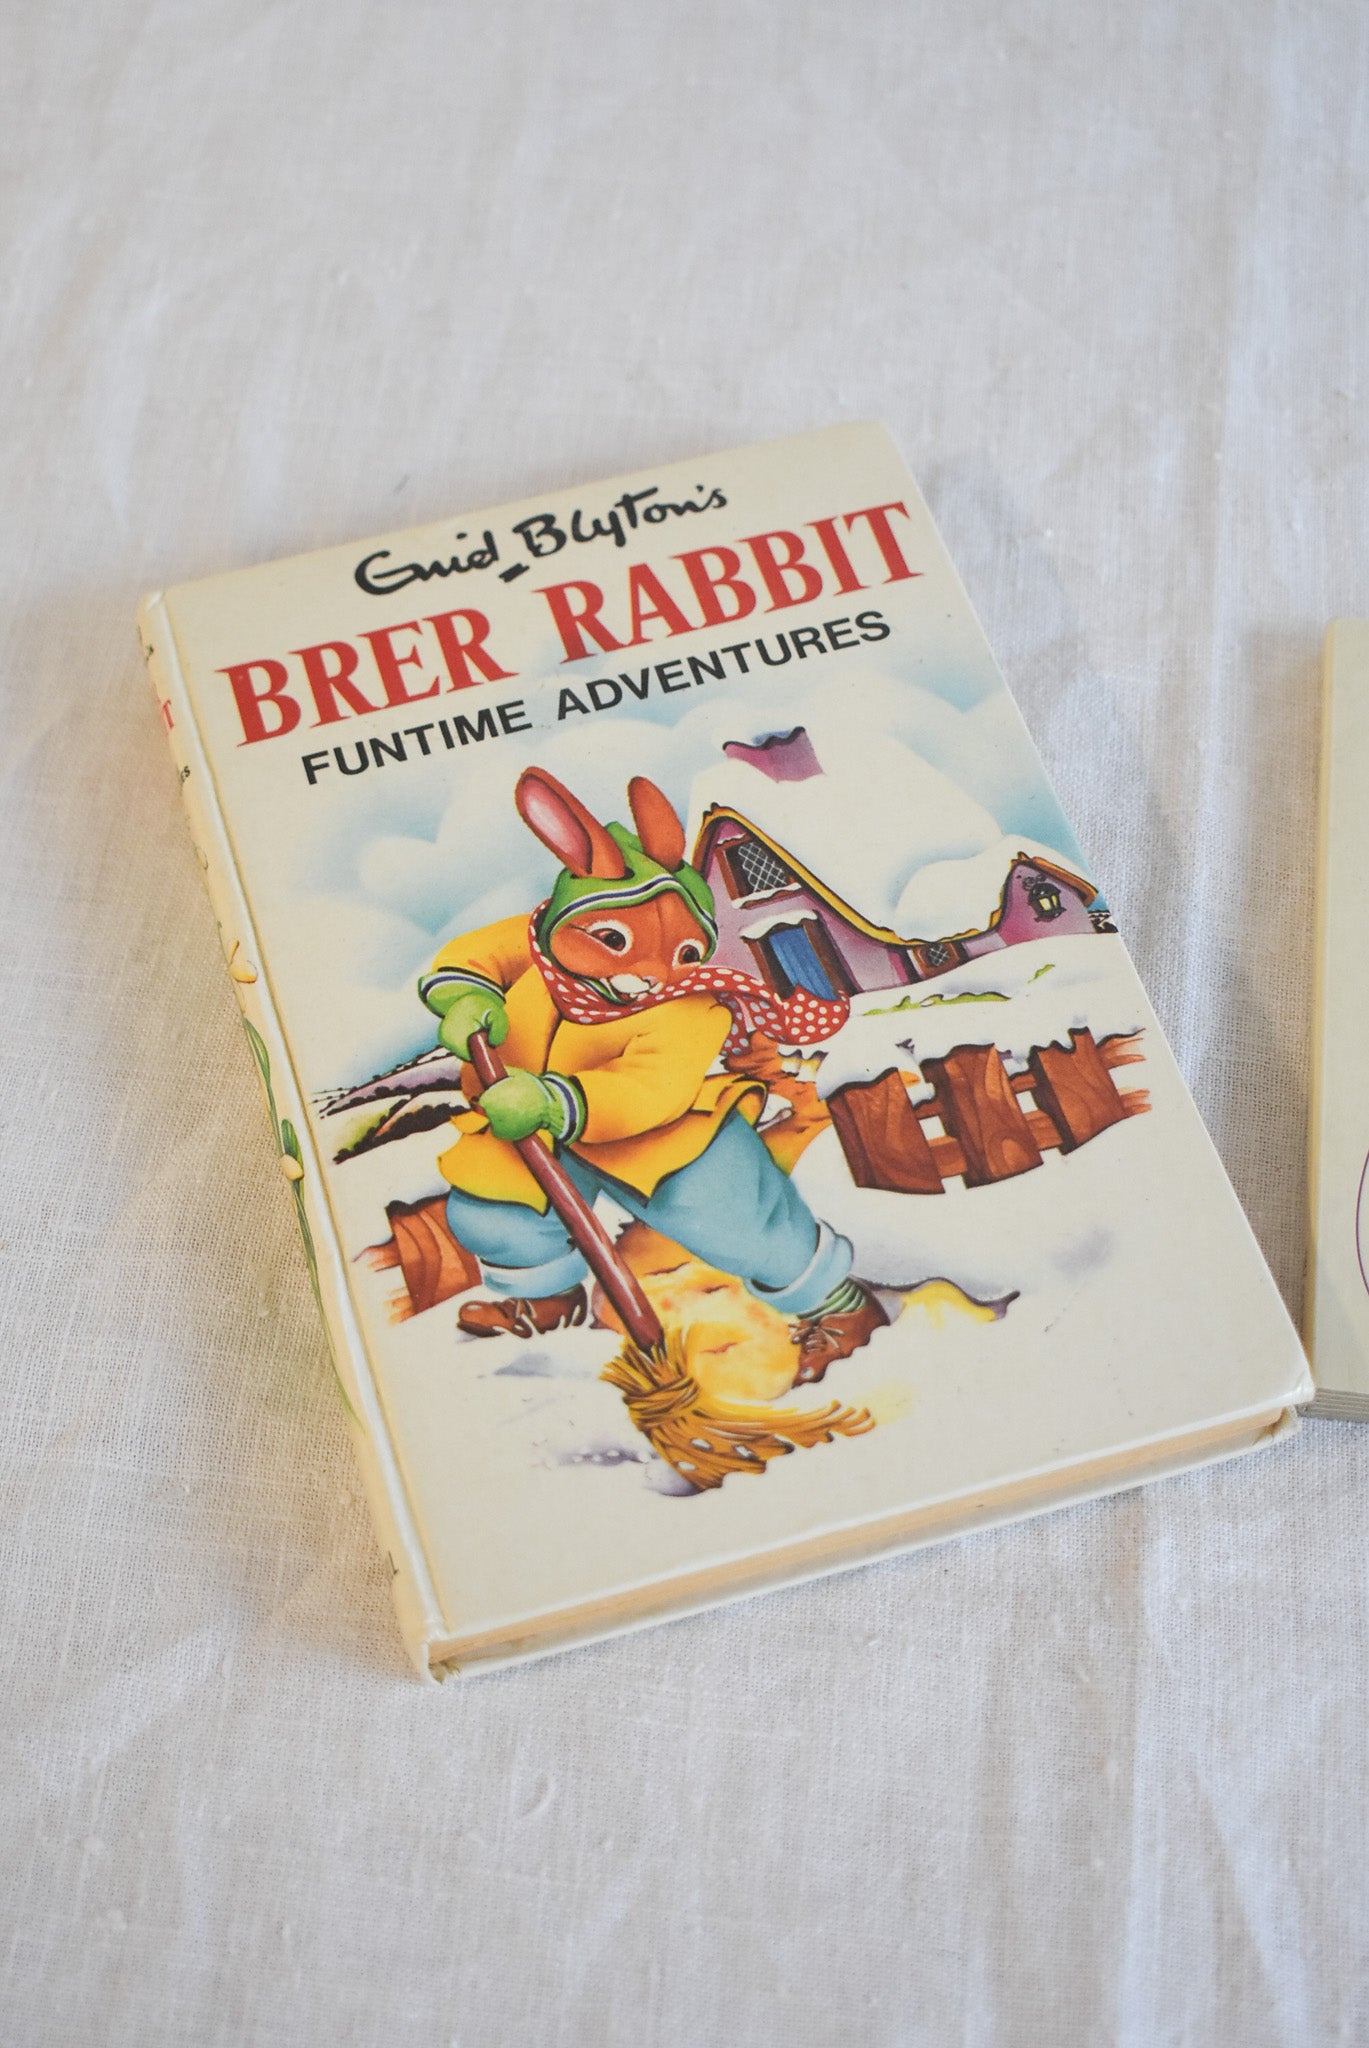 Enid Blyton's
BRER RABBIT
FUNTIME ADVENTURES